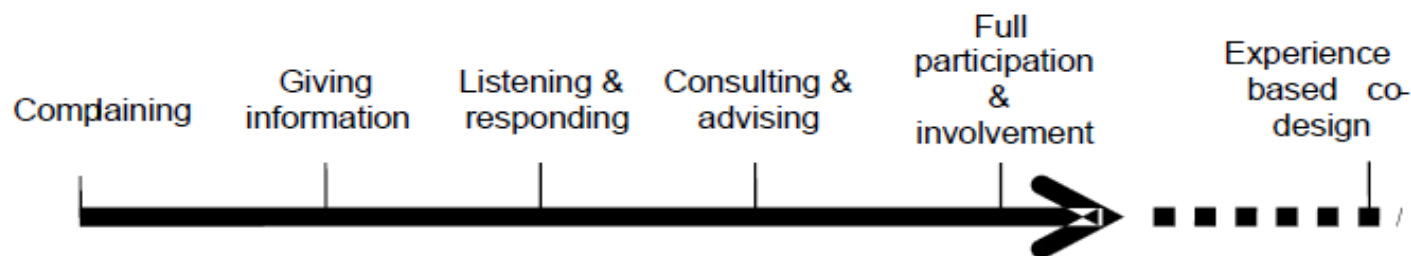 Complaining
Giving
information
Listening &
responding
Consulting &
advising
Full
participation
&
involvement
Experience
based co-
design